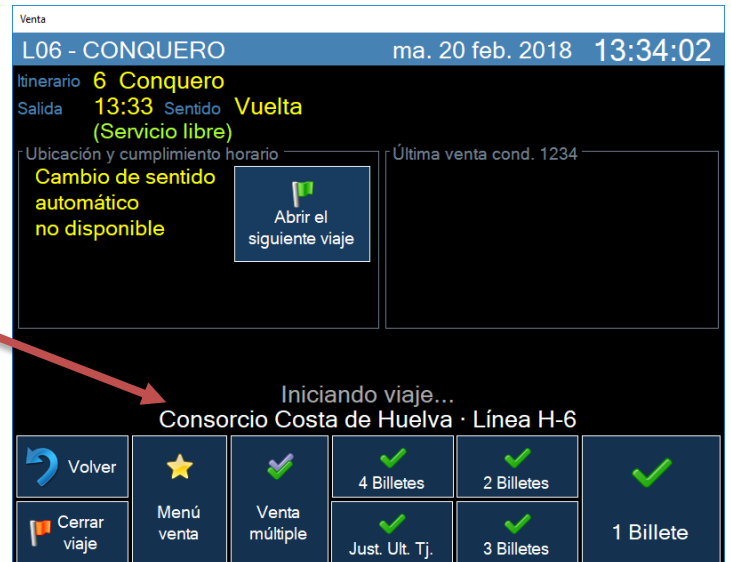 Venta
L06 - CONQUERO ma. 20 feb. 2018 13:34:02
Itinerario 6 Conquero
Salida 13:33 Sentido Vuelta
(Servicio libre)
Ubicación y cumplimiento horario
Cambio de sentido
automático
no disponible
Abrir el
siguiente viaje
Última venta cond. 1234
Iniciando viaje...
Consorcio Costa de Huelva · Línea H-6
Volver
Cerrar
viaje
Menú
venta
Venta
múltiple
4 Billetes
2 Billetes
Just. Ult. Tj.
3 Billetes
1 Billete